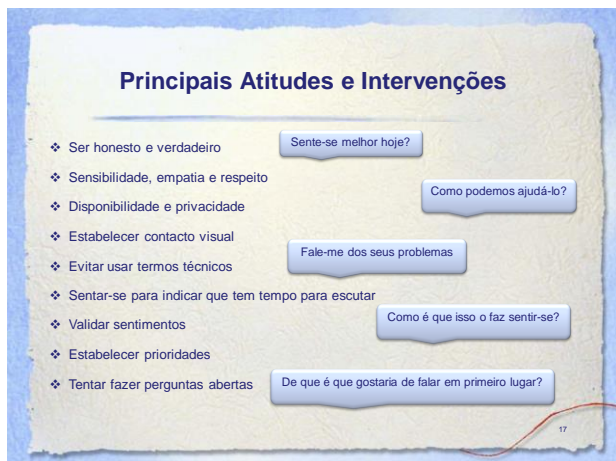 Principais Atitudes e Intervenções
Ser honesto e verdadeiro
Sente-se melhor hoje?
Sensibilidade, empatia e respeito
Como podemos ajudá-lo?
Disponibilidade e privacidade
Estabelecer contacto visual
Fale-me dos seus problemas
Evitar usar termos técnicos
Sentar-se para indicar que tem tempo para escutar
Como é que isso o faz sentir-se?
Validar sentimentos
Estabelecer prioridades
Tentar fazer perguntas abertas
De que é que gostaria de falar em primeiro lugar?
17